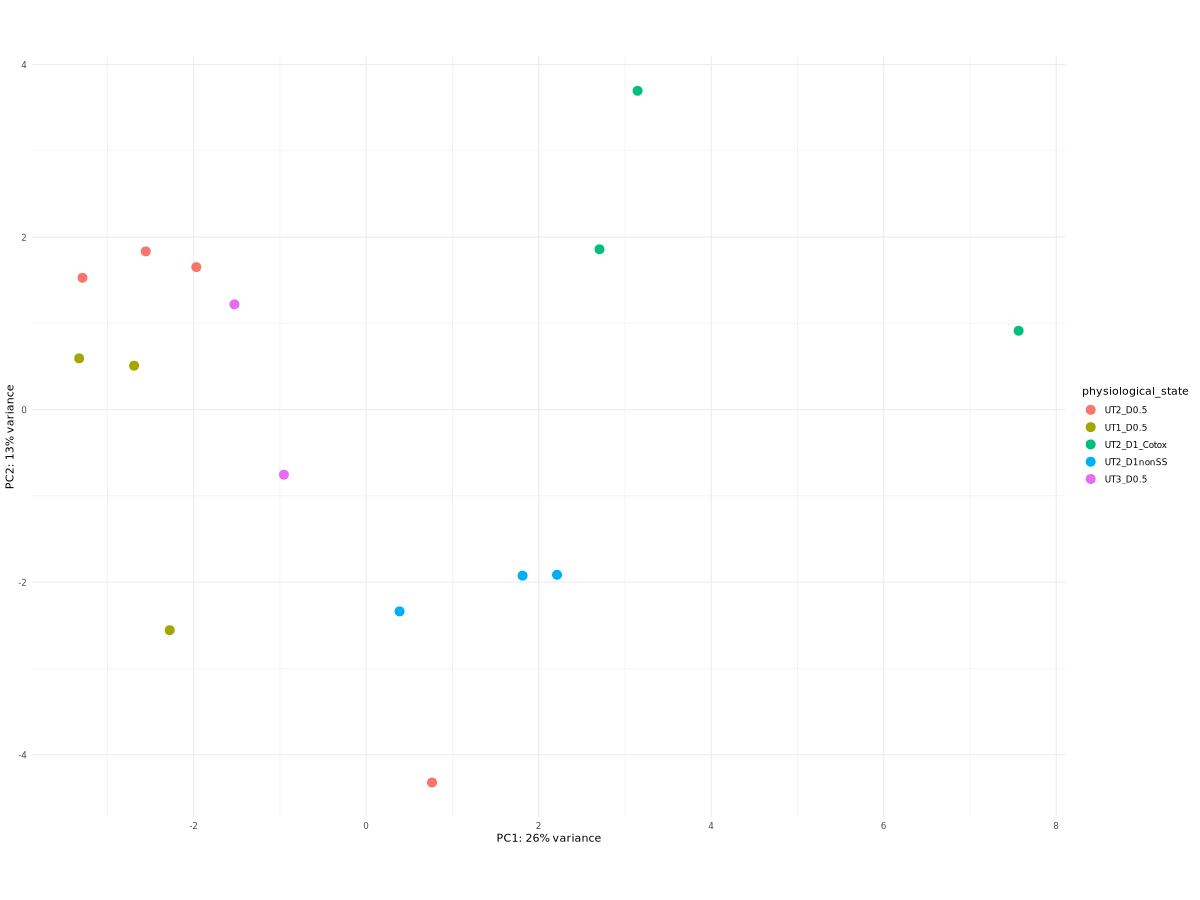 4
2
0
-2
-4
PC2: 13% variance
-2
0
2
4
6
8
PC1: 26% variance
physiological_state
UT2_D0.5
UT1_D0.5
UT2_D1_Cotox
UT2_D1nonSS
UT3_D0.5